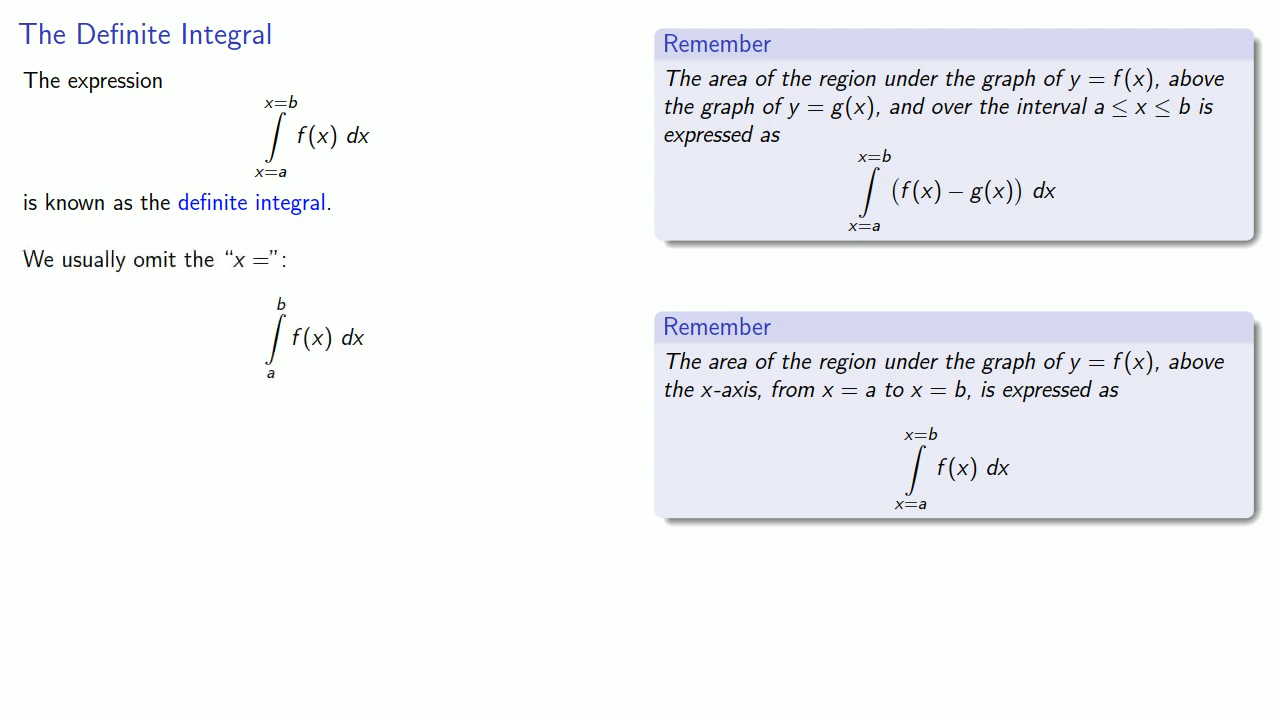 The Definite Integral
The expression
x=b
∫ f(x) dx
x=a
is known as the definite integral.
We usually omit the “x =”:
b
∫ f(x) dx
a
Remember
The area of the region under the graph of y = f(x), above
the graph of y = g(x), and over the interval a ≤ x ≤ b is
expressed as
x=b
∫ (f(x) − g(x)) dx
x=a
Remember
The area of the region under the graph of y = f(x), above
the x-axis, from x = a to x = b, is expressed as
x=b
∫ f(x) dx
x=a